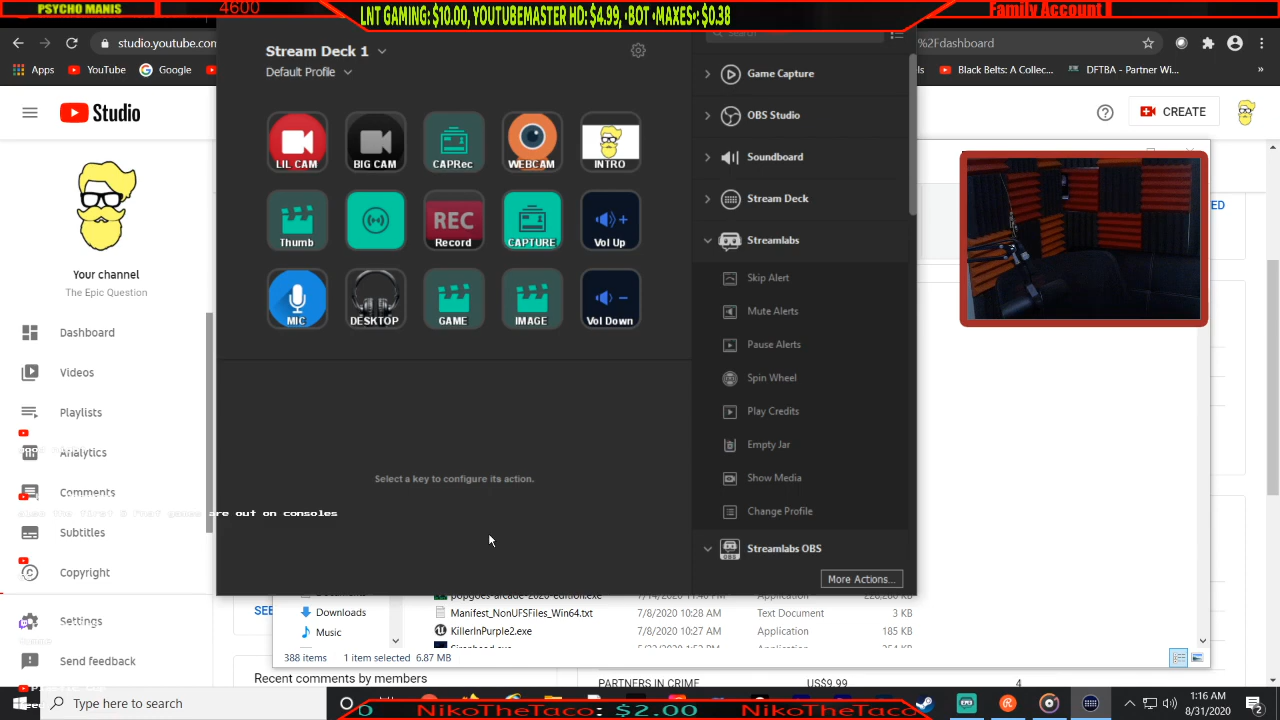 PSYCHO MANIS
4600
LNT GAMING: $10.00, YOUTUBEMASTER HD: $4.99, -BOT -MAXES-: $0.38
Family Account
studio.youtube.com
%2Fdashboard
Apps
YouTube
Google
Black Belts: A Collec...
DFTBA - Partner Wi...
Studio
CREATE
Stream Deck 1
Default Profile
LIL CAM
BIG CAM
CAPRec
WEBCAM
INTRO
Thumb
REC
Record
CAPTURE
Vol Up
MIC
DESKTOP
GAME
IMAGE
Vol Down
Select a key to configure its action.
Search
Game Capture
OBS Studio
Soundboard
Stream Deck
Streamlabs
Skip Alert
Mute Alerts
Pause Alerts
Spin Wheel
Play Credits
Empty Jar
Show Media
Change Profile
Streamlabs OBS
More Actions...
Your channel
The Epic Question
Dashboard
Videos
Playlists
Analytics
Comments
are out on consoles
Subtitles
Copyright
Settings
Send feedback
SEE
Downloads
Music
popgoes-arcade-2020-edition.exe
Application
Manifest_NonUFSFiles_Win64.txt
7/8/2020 10:28 AM
Text Document
3 KB
KillerInPurple2.exe
7/8/2020 10:27 AM
Application
185 KB
388 items
1 item selected
6.87 MB
Recent comments by members
PARTNERS IN CRIME
US$9.99
4
Type here to search
0
NikoTheTaco: $2.00
NikoTheTaco
1:16 AM
8/31/2020
2